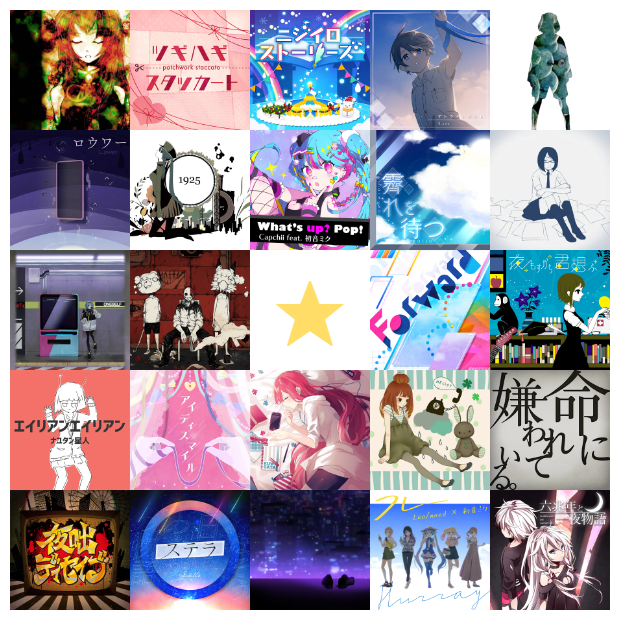 ツギハギ
patchwork staccato
スタッカート
ニジイロ
ストーリーズ
ロウワー
1925
What's up? Pop!
Capchii feat. 初音ミク
霽れを待つ
Forward
夜もすがら君想ふ
エイリアンエイリアン
ナユタン星人
アイディスマイル
命に
嫌われて
いる。
夜咄
ディセイブ
ステラ
フレー
Hurray
六兆年と
一夜物語